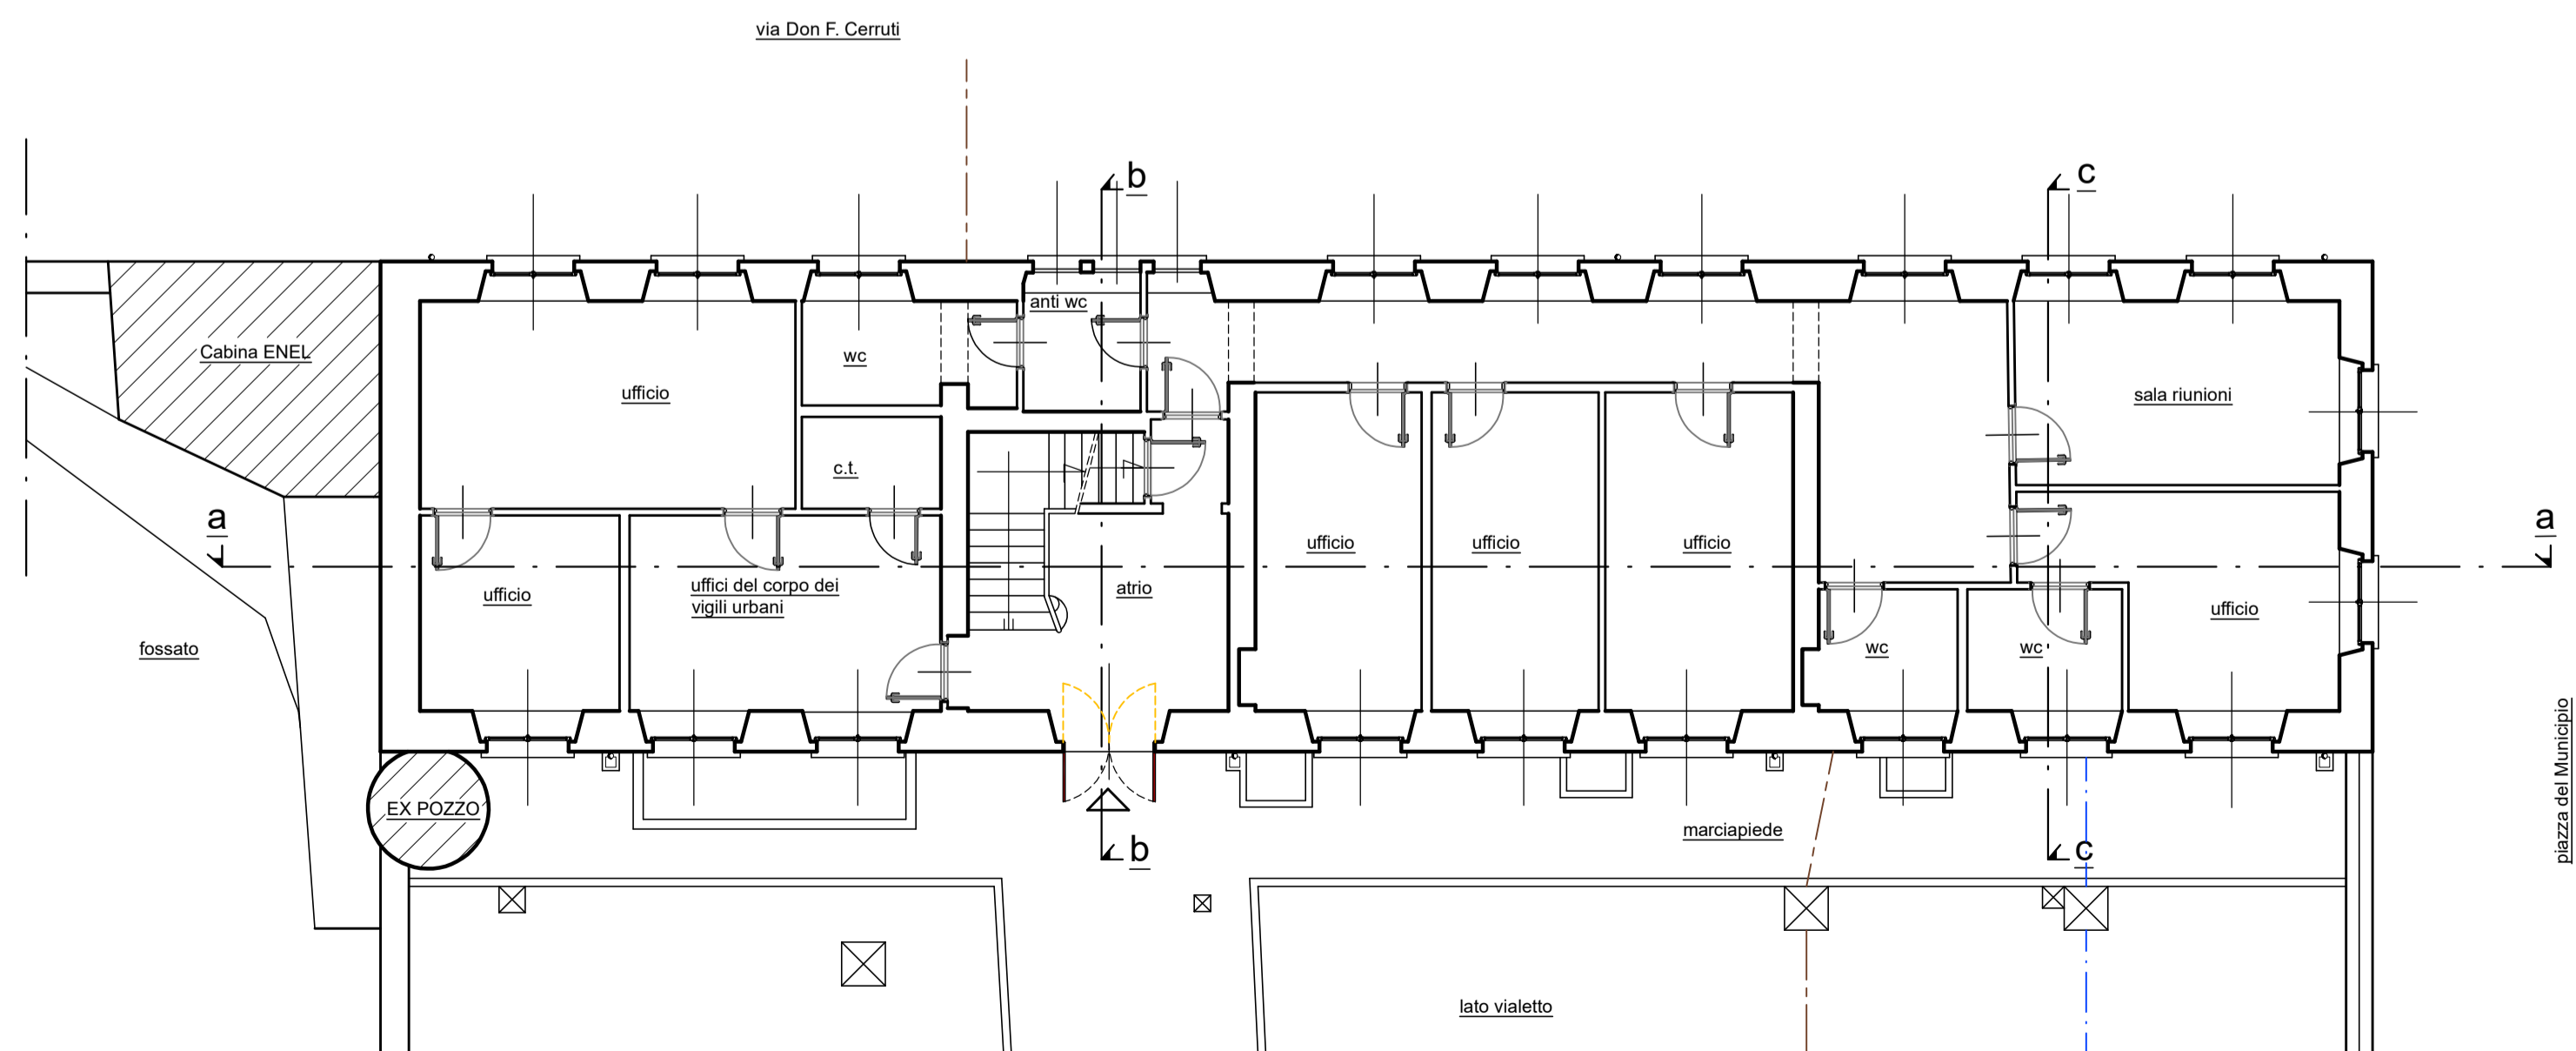 via Don F. Cerruti
b
c
anti wc
Cabina ENEL
wc
ufficio
sala riunioni
c.t.
a
a
ufficio
ufficio
ufficio
uffici del corpo dei
vigili urbani
atrio
ufficio
ufficio
fossato
wc
wc
piazza del Municipio
EX POZZO
marciapiede
b
c
lato vialetto